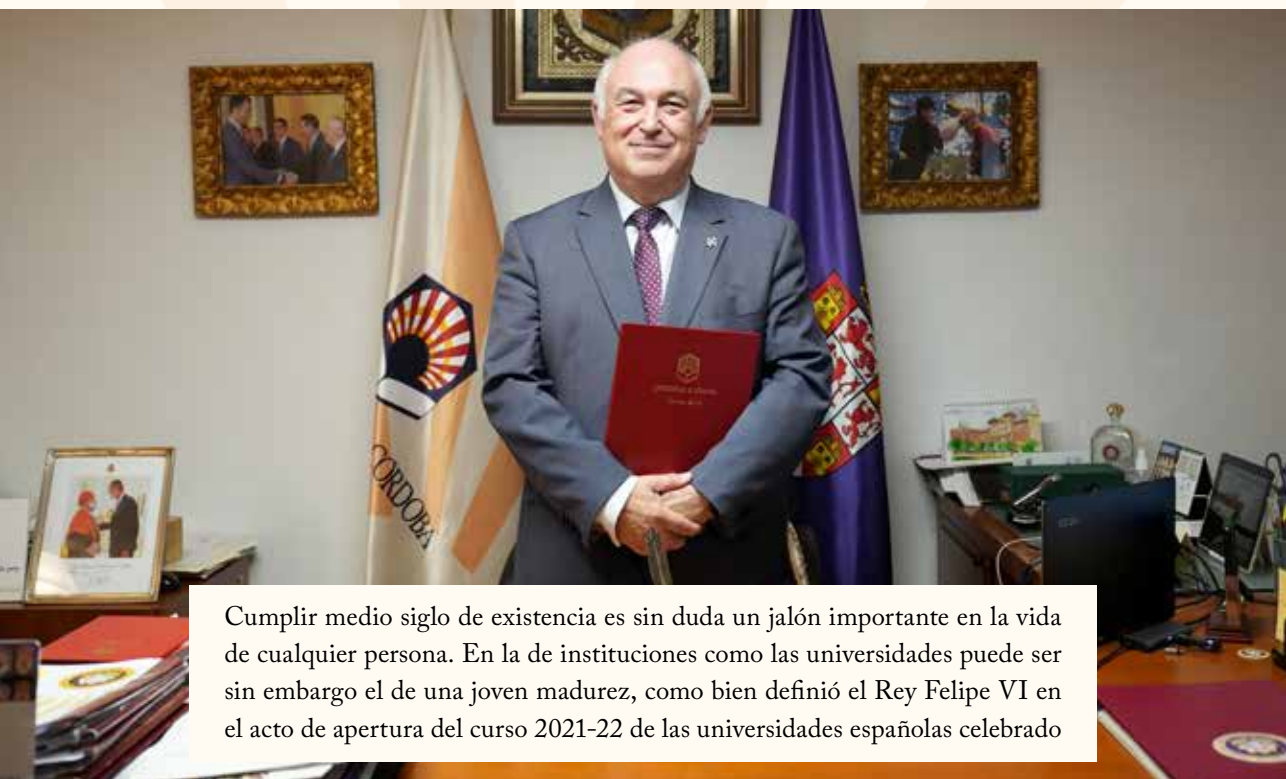 CORDOBA
Cumplir medio siglo de existencia es sin duda un jalón importante en la vida
de cualquier persona. En la de instituciones como las universidades puede ser
sin embargo el de una joven madurez, como bien definió el Rey Felipe VI en
el acto de apertura del curso 2021-22 de las universidades españolas celebrado